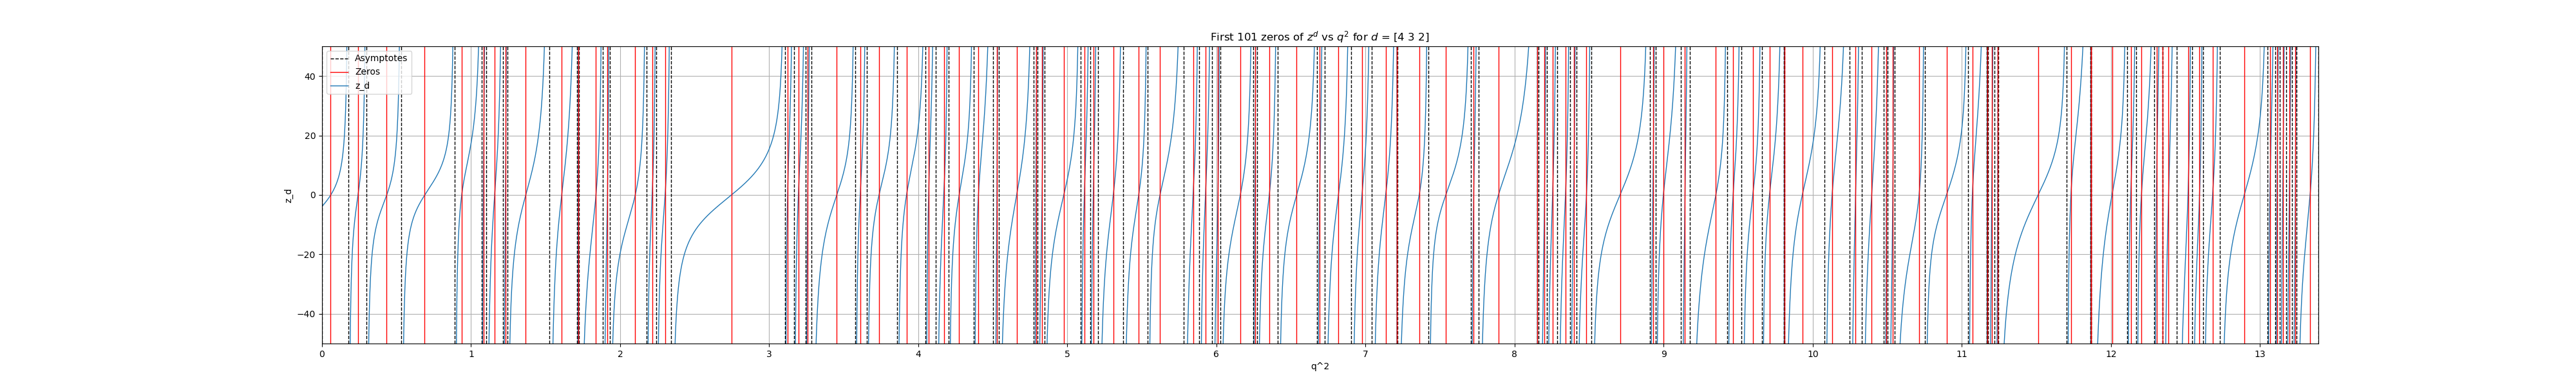 First 101 zeros of z^d vs q^2 for d = [4 3 2]
Asymptotes
Zeros
z_d
z_d
40
20
0
−20
−40
0 1 2 3 4 5 6 7 8 9 10 11 12 13
q^2